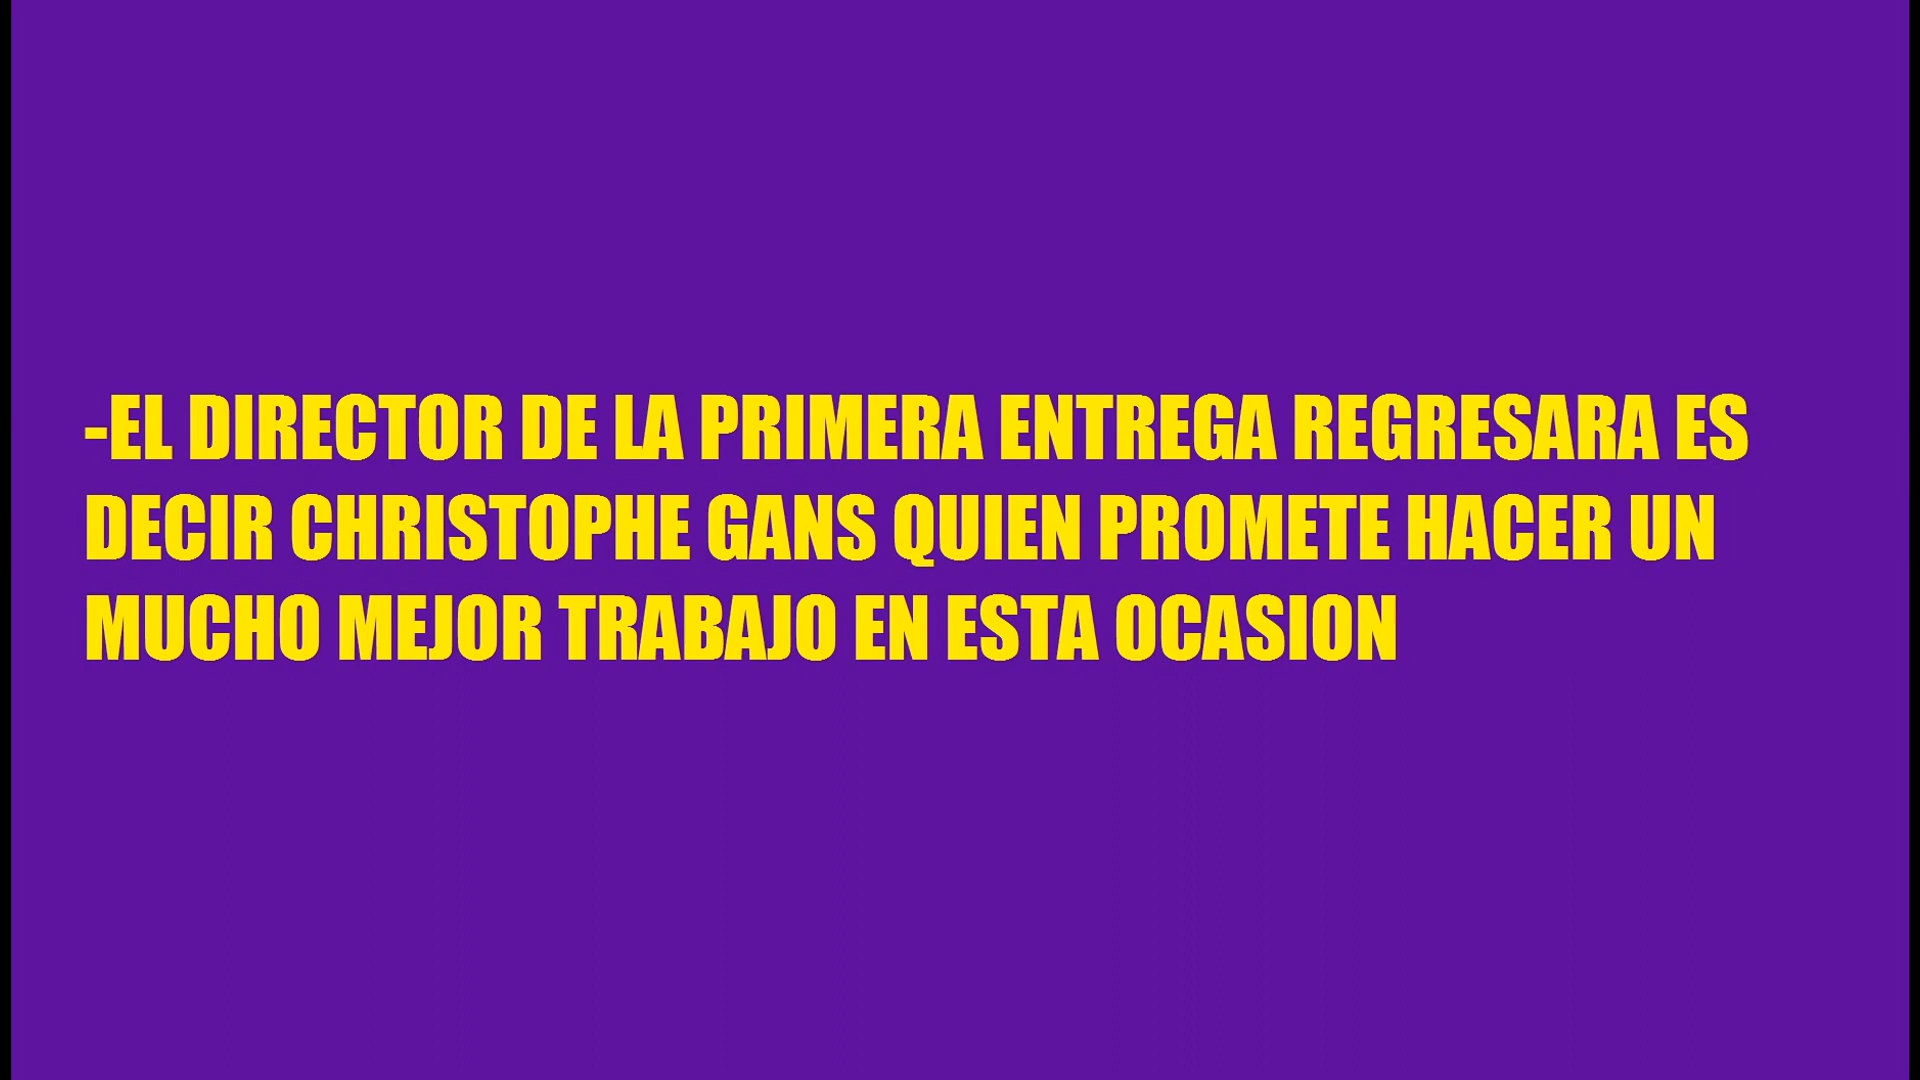 -EL DIRECTOR DE LA PRIMERA ENTREGA REGRESARA ES
DECIR CHRISTOPHE GANS QUIEN PROMETE HACER UN
MUCHO MEJOR TRABAJO EN ESTA OCASION